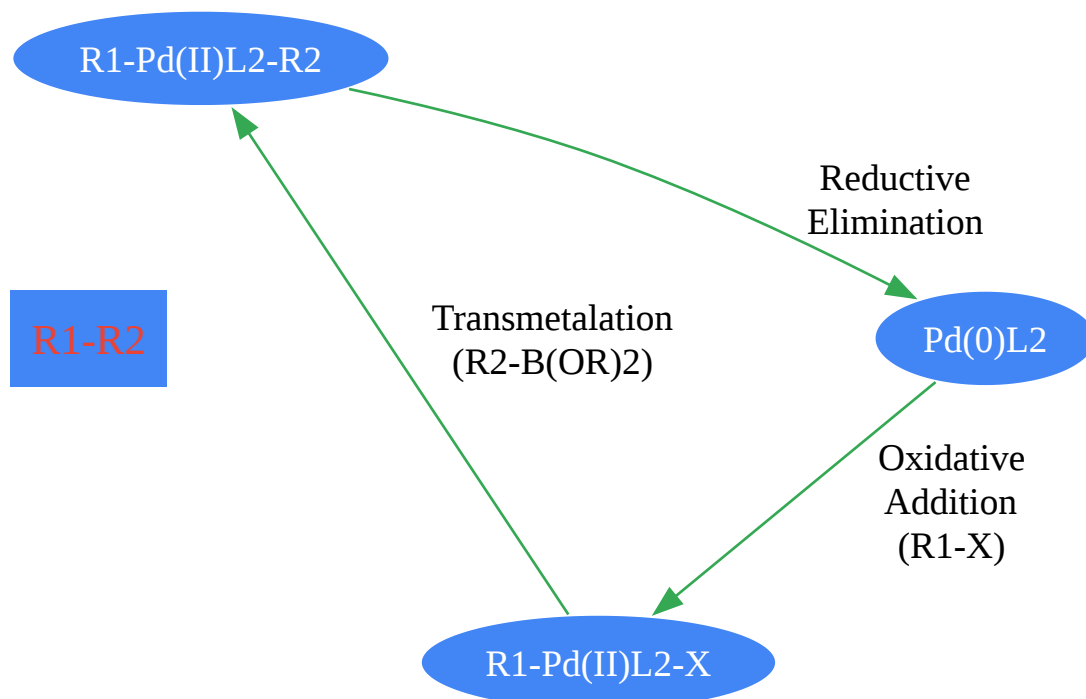 R1-Pd(II)L2-R2
Reductive
Elimination
R1-R2
Transmetalation
(R2-B(OR)2)
Pd(0)L2
Oxidative
Addition
(R1-X)
R1-Pd(II)L2-X